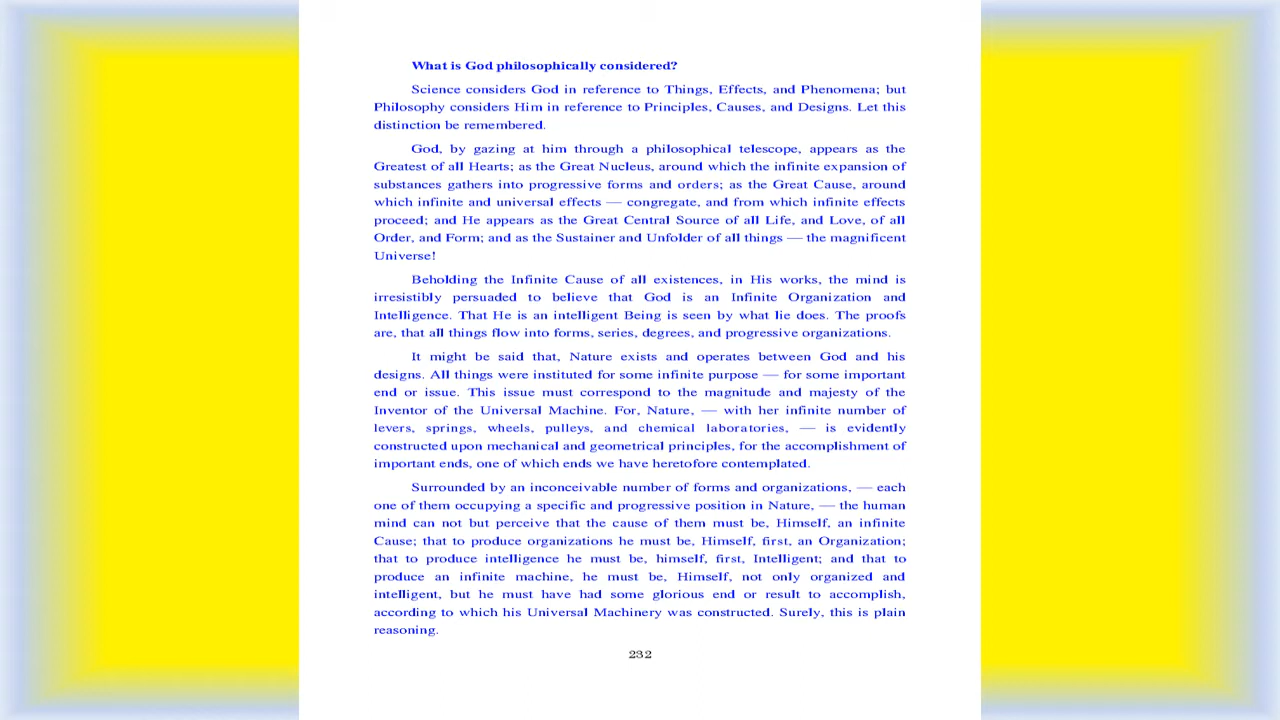 What is God philosophically considered?
Science considers God in reference to Things, Effects, and Phenomena; but
Philosophy considers Him in reference to Principles, Causes, and Designs. Let this
distinction be remembered.
God, by gazing at him through a philosophical telescope, appears as the
Greatest of all Hearts; as the Great Nucleus, around which the infinite expansion of
substances gathers into progressive forms and orders; as the Great Cause, around
which infinite and universal effects — congregate, and from which infinite effects
proceed; and He appears as the Great Central Source of all Life, and Love, of all
Order, and Form; and as the Sustainer and Unfolder of all things — the magnificent
Universe!
Beholding the Infinite Cause of all existences, in His works, the mind is
irresistibly persuaded to believe that God is an Infinite Organization and
Intelligence. That He is an intelligent Being is seen by what lie does. The proofs
are, that all things flow into forms, series, degrees, and progressive organizations.
It might be said that, Nature exists and operates between God and his
designs. All things were instituted for some infinite purpose — for some important
end or issue. This issue must correspond to the magnitude and majesty of the
Inventor of the Universal Machine. For, Nature, — with her infinite number of
levers, springs, wheels, pulleys, and chemical laboratories, — is evidently
constructed upon mechanical and geometrical principles, for the accomplishment of
important ends, one of which ends we have heretofore contemplated.
Surrounded by an inconceivable number of forms and organizations, — each
one of them occupying a specific and progressive position in Nature, — the human
mind can not but perceive that the cause of them must be, Himself, an infinite
Cause; that to produce organizations he must be, Himself, first, an Organization;
that to produce intelligence he must be, himself, first, Intelligent; and that to
produce an infinite machine, he must be, Himself, not only organized and
intelligent, but he must have had some glorious end or result to accomplish,
according to which his Universal Machinery was constructed. Surely, this is plain
reasoning.
232